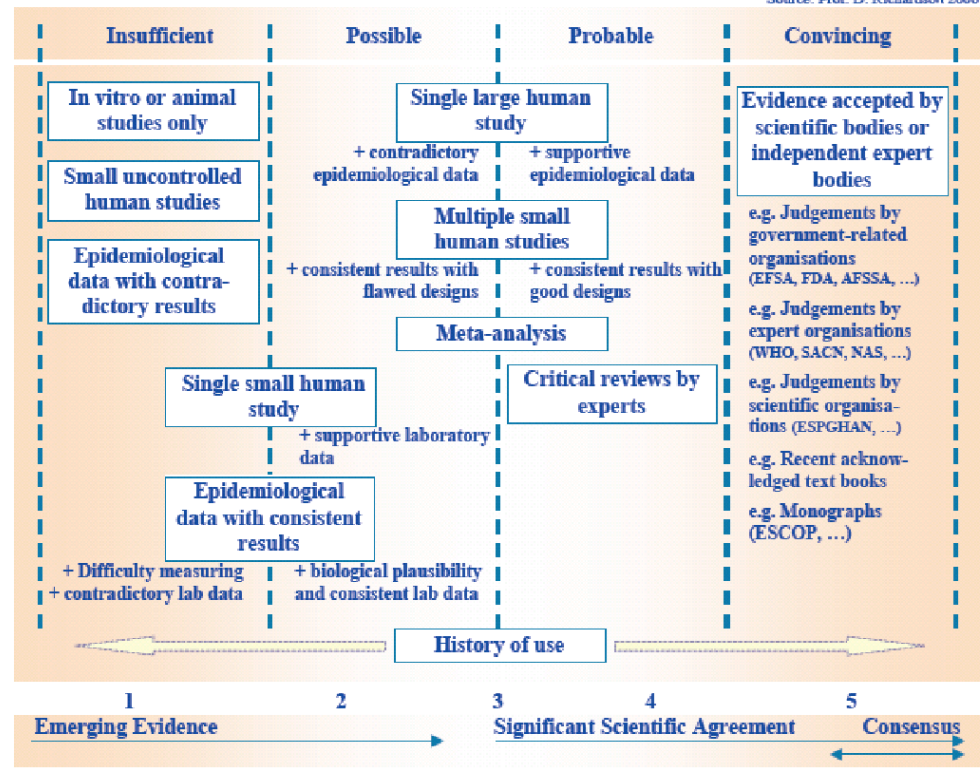 Source: Prof. D. Richardson
Insufficient
Possible
Probable
Convincing
In vitro or animal
studies only
Small uncontrolled
human studies
Epidemiological
data with contra-
dictory results
Single large human
study
+ contradictory
epidemiological data
+ supportive
epidemiological data
Multiple small
human studies
+ consistent results with
flawed designs
+ consistent results with
good designs
Meta-analysis
Single small human
study
+ supportive laboratory
data
Critical reviews by
experts
Epidemiological
data with consistent
results
+ Difficulty measuring
+ contradictory lab data
+ biological plausibility
and consistent lab data
Evidence accepted by
scientific bodies or
independent expert
bodies
e.g. Judgements by
government-related
organisations
(EFSA, FDA, AFSSA, ...)
e.g. Judgements by
expert organisations
(WHO, SACN, NAS, ...)
e.g. Judgements by
scientific organisa-
tions (ESPGHAN, ...)
e.g. Recent acknow-
ledged text books
e.g. Monographs
(ESCOP, ...)
History of use
1
2
3
4
5
Emerging Evidence
Significant Scientific Agreement
Consensus